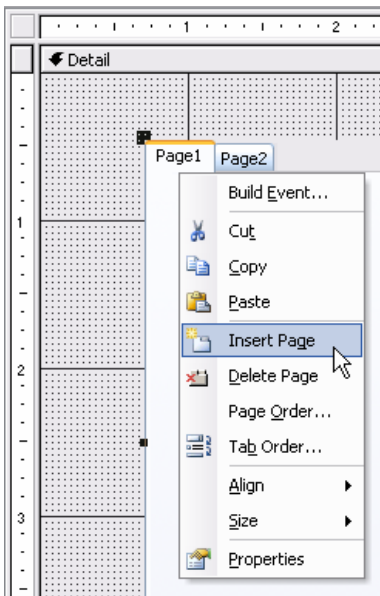 1 2
Detail
Page1 Page2
Build Event...
Cut
Copy
1
Paste
Insert Page
2
Delete Page
Page Order...
Tab Order...
Align
3
Size
Properties